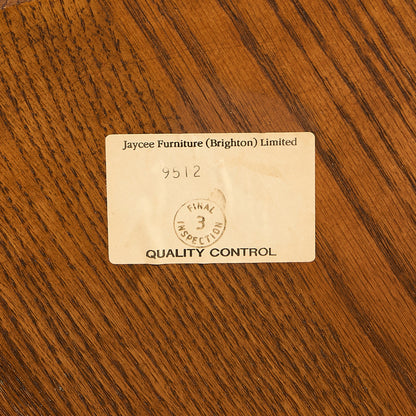 Jaycee Furniture (Brighton) Limited
9512
FINAL
3
INSPECTION
QUALITY CONTROL